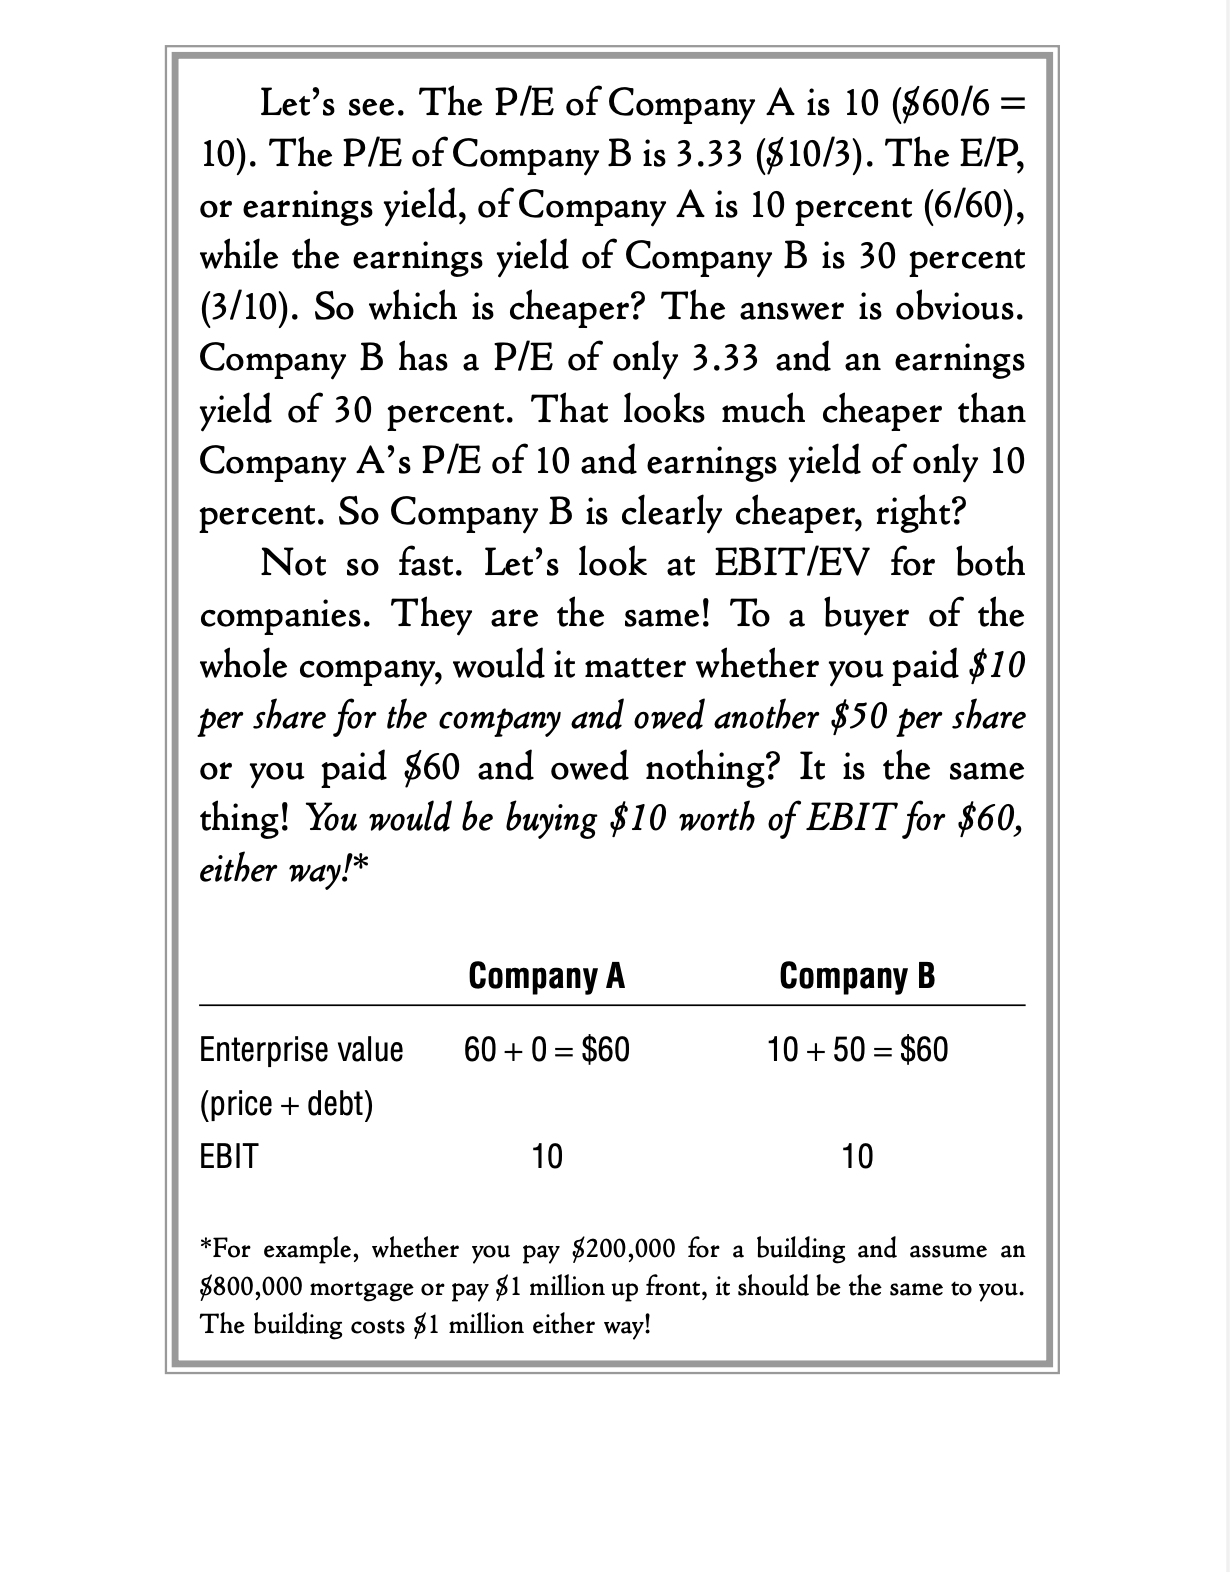 Let’s see. The P/E of Company A is 10 ($60/6 =
10). The P/E of Company B is 3.33 ($10/3). The E/P,
or earnings yield, of Company A is 10 percent (6/60),
while the earnings yield of Company B is 30 percent
(3/10). So which is cheaper? The answer is obvious.
Company B has a P/E of only 3.33 and an earnings
yield of 30 percent. That looks much cheaper than
Company A’s P/E of 10 and earnings yield of only 10
percent. So Company B is clearly cheaper, right?
Not so fast. Let’s look at EBIT/EV for both
companies. They are the same! To a buyer of the
whole company, would it matter whether you paid $10
per share for the company and owed another $50 per share
or you paid $60 and owed nothing? It is the same
thing! You would be buying $10 worth of EBIT for $60,
either way!*
Company A Company B
Enterprise value 60 + 0 = $60 10 + 50 = $60
(price + debt)
EBIT 10 10
*For example, whether you pay $200,000 for a building and assume an
$800,000 mortgage or pay $1 million up front, it should be the same to you.
The building costs $1 million either way!